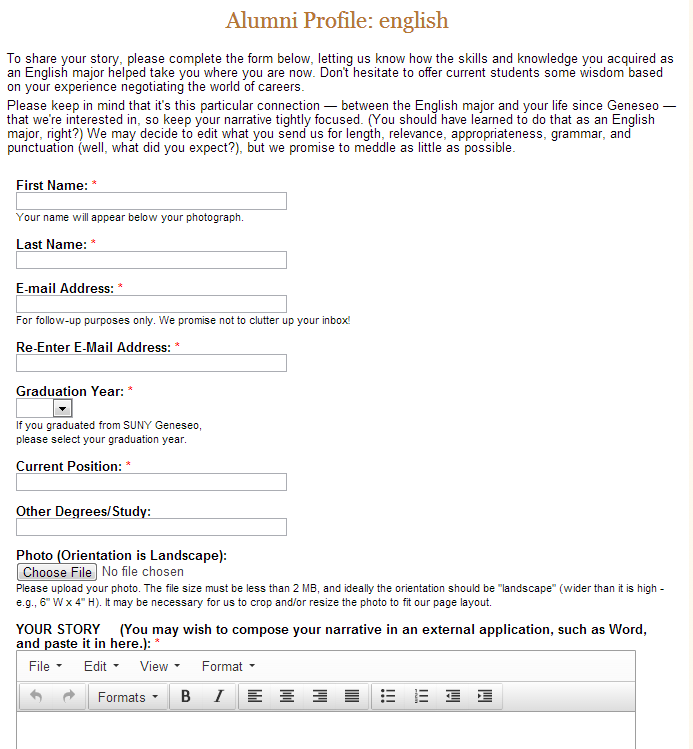 Alumni Profile: english
To share your story, please complete the form below, letting us know how the skills and knowledge you acquired as
an English major helped take you where you are now. Don't hesitate to offer current students some wisdom based
on your experience negotiating the world of careers.
Please keep in mind that it's this particular connection — between the English major and your life since Geneseo —
that we're interested in, so keep your narrative tightly focused. (You should have learned to do that as an English
major, right?) We may decide to edit what you send us for length, relevance, appropriateness, grammar, and
punctuation (well, what did you expect?), but we promise to meddle as little as possible.
First Name: *
Your name will appear below your photograph.
Last Name: *
E-mail Address: *
For follow-up purposes only. We promise not to clutter up your inbox!
Re-Enter E-Mail Address: *
Graduation Year: *
If you graduated from SUNY Geneseo,
please select your graduation year.
Current Position: *
Other Degrees/Study:
Photo (Orientation is Landscape):
Choose File No file chosen
Please upload your photo. The file size must be less than 2 MB, and ideally the orientation should be "landscape" (wider than it is high -
e.g., 6" W x 4" H). It may be necessary for us to crop and/or resize the photo to fit our page layout.
YOUR STORY (You may wish to compose your narrative in an external application, such as Word,
and paste it in here.): *
File Edit View Format
Formats B I